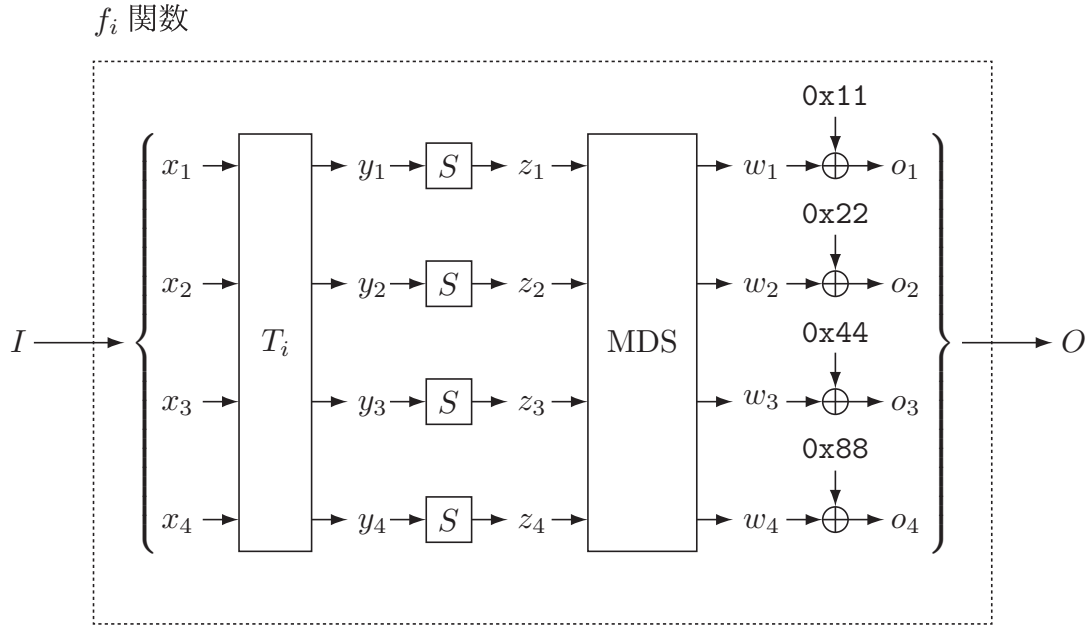 f_i 関数
0x11
x_1 y_1 S z_1 w_1 o_1
0x22
x_2 y_2 S z_2 w_2 o_2
I T_i MDS O
0x44
x_3 y_3 S z_3 w_3 o_3
0x88
x_4 y_4 S z_4 w_4 o_4